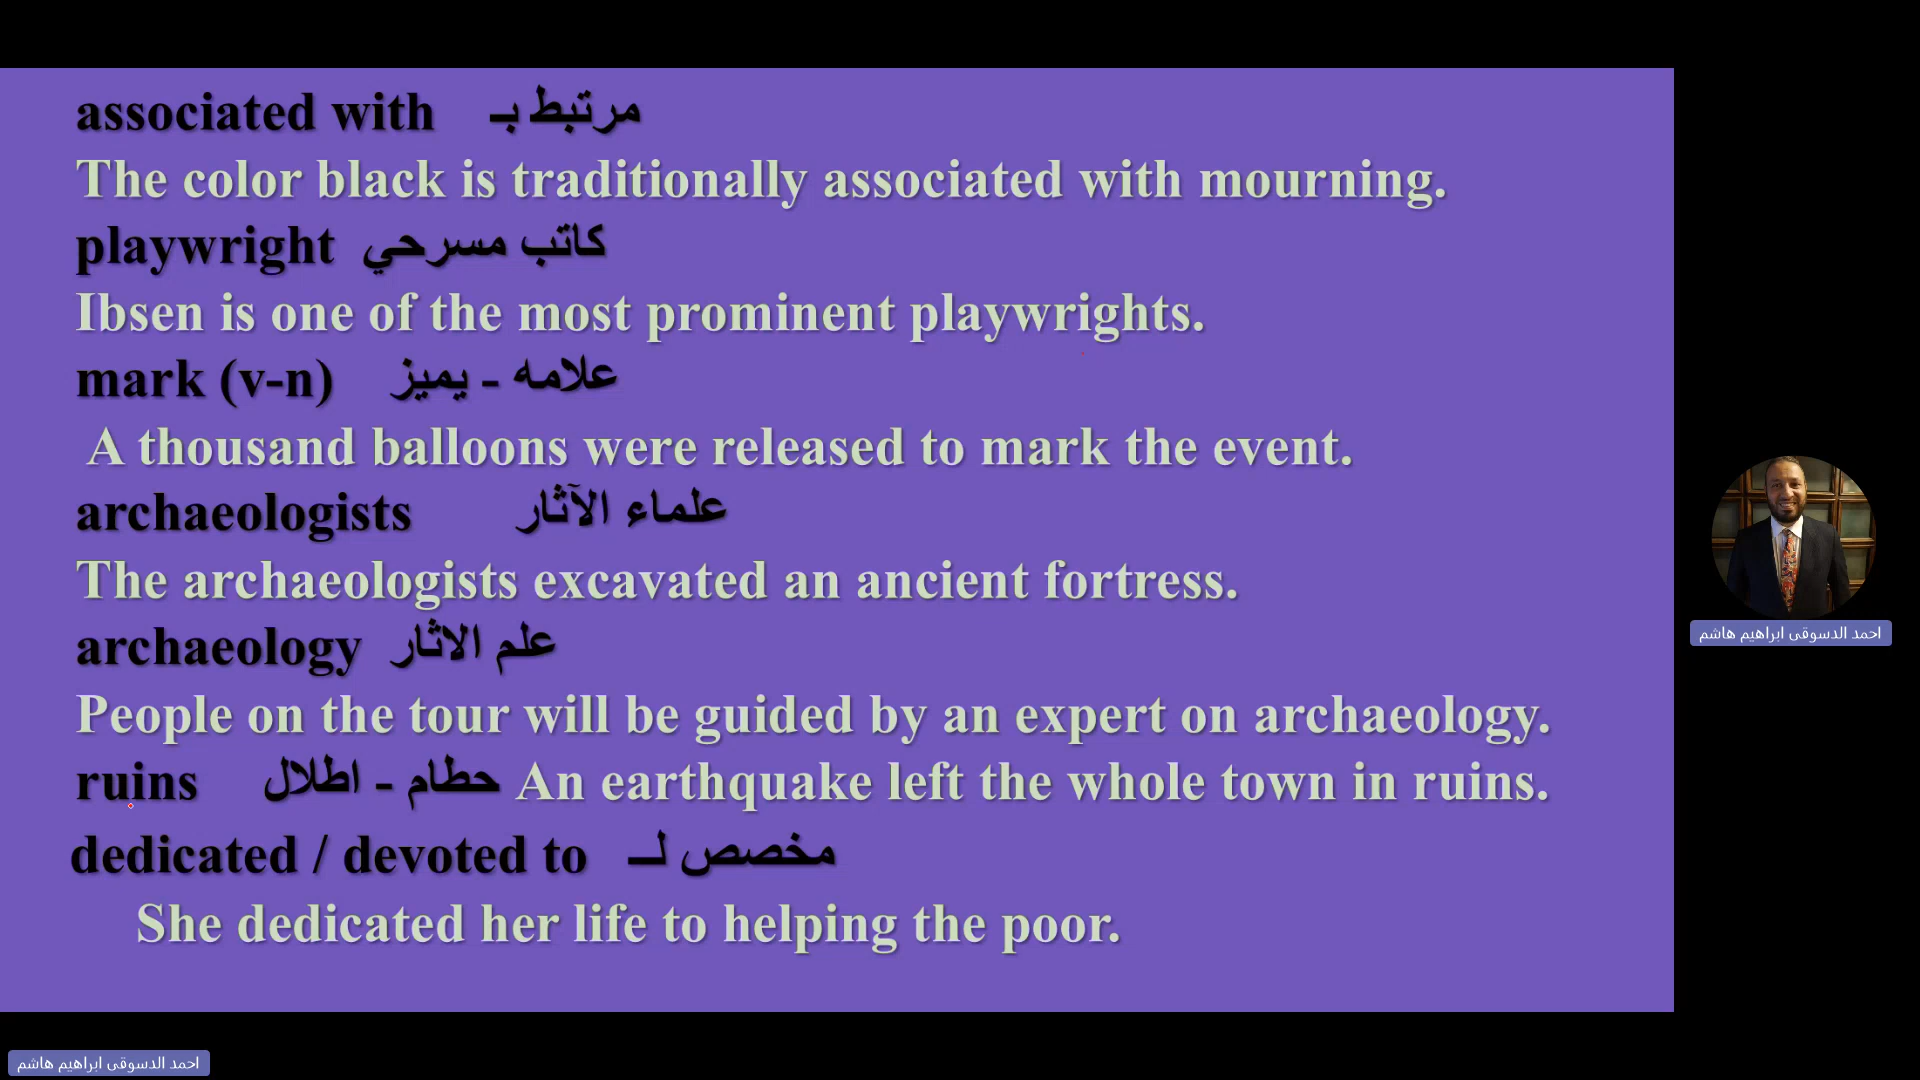 associated with مرتبط بـ
The color black is traditionally associated with mourning.
playwright كاتب مسرحي
Ibsen is one of the most prominent playwrights.
mark (v-n) علامه - يميز
A thousand balloons were released to mark the event.
archaeologists علماء الآثار
The archaeologists excavated an ancient fortress.
archaeology علم الاثار
People on the tour will be guided by an expert on archaeology.
ruins حطام - اطلال An earthquake left the whole town in ruins.
dedicated / devoted to مخصص لــ
She dedicated her life to helping the poor.
احمد الدسوقى ابراهيم هاشم
احمد الدسوقى ابراهيم هاشم